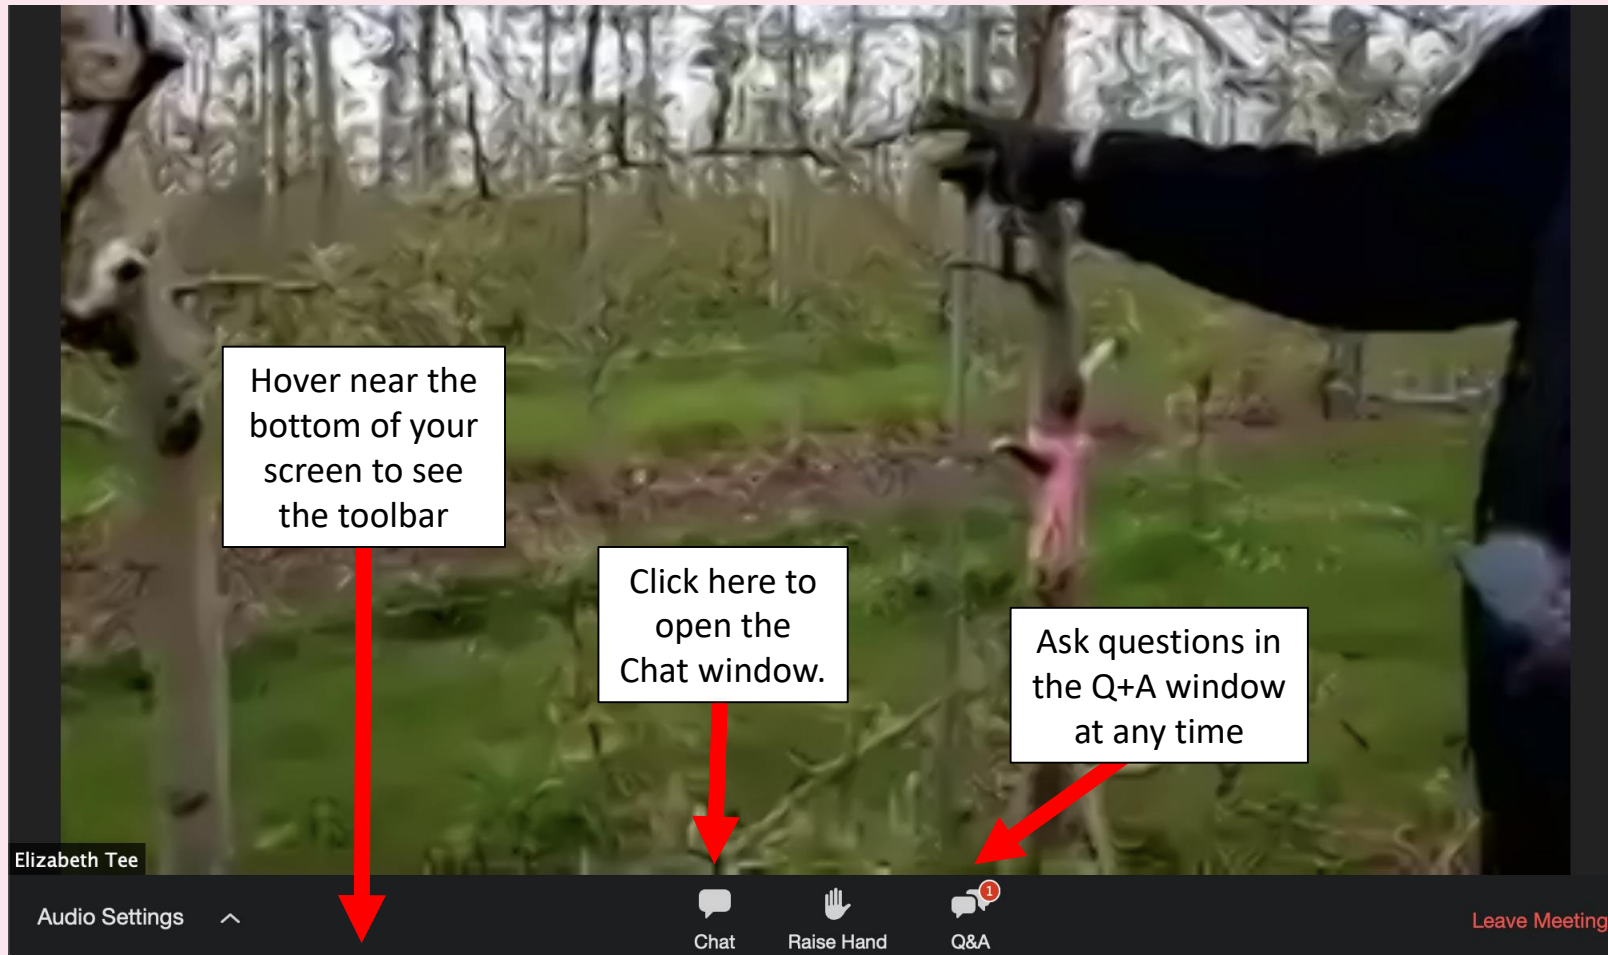 Hover near the
bottom of your
screen to see
the toolbar
Click here to
open the
Chat window.
Ask questions in
the Q+A window
at any time
Elizabeth Tee
Audio Settings
Chat
Raise Hand
1
Q&A
Leave Meeting